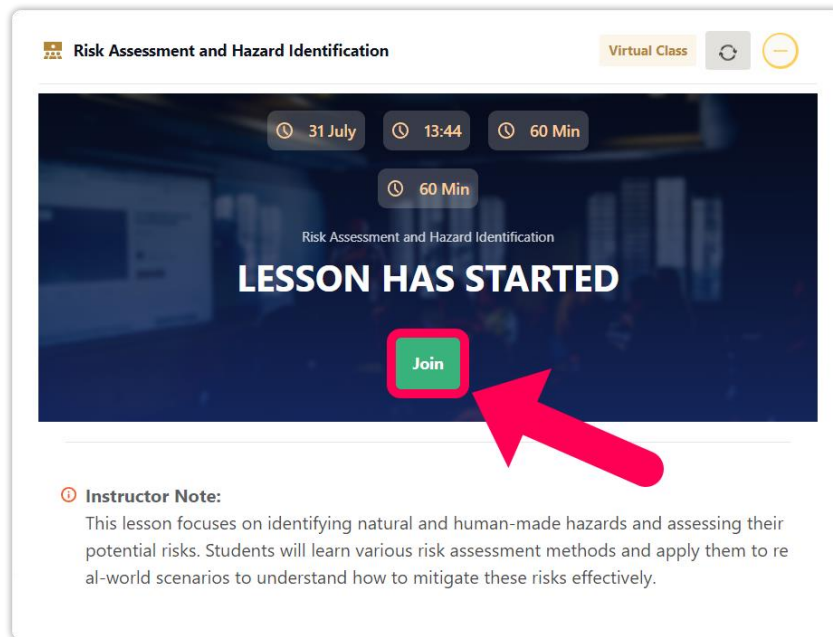 Risk Assessment and Hazard Identification
Virtual Class
31 July
13:44
60 Min
60 Min
Risk Assessment and Hazard Identification
LESSON HAS STARTED
Join
Instructor Note:
This lesson focuses on identifying natural and human-made hazards and assessing their
potential risks. Students will learn various risk assessment methods and apply them to re
al-world scenarios to understand how to mitigate these risks effectively.